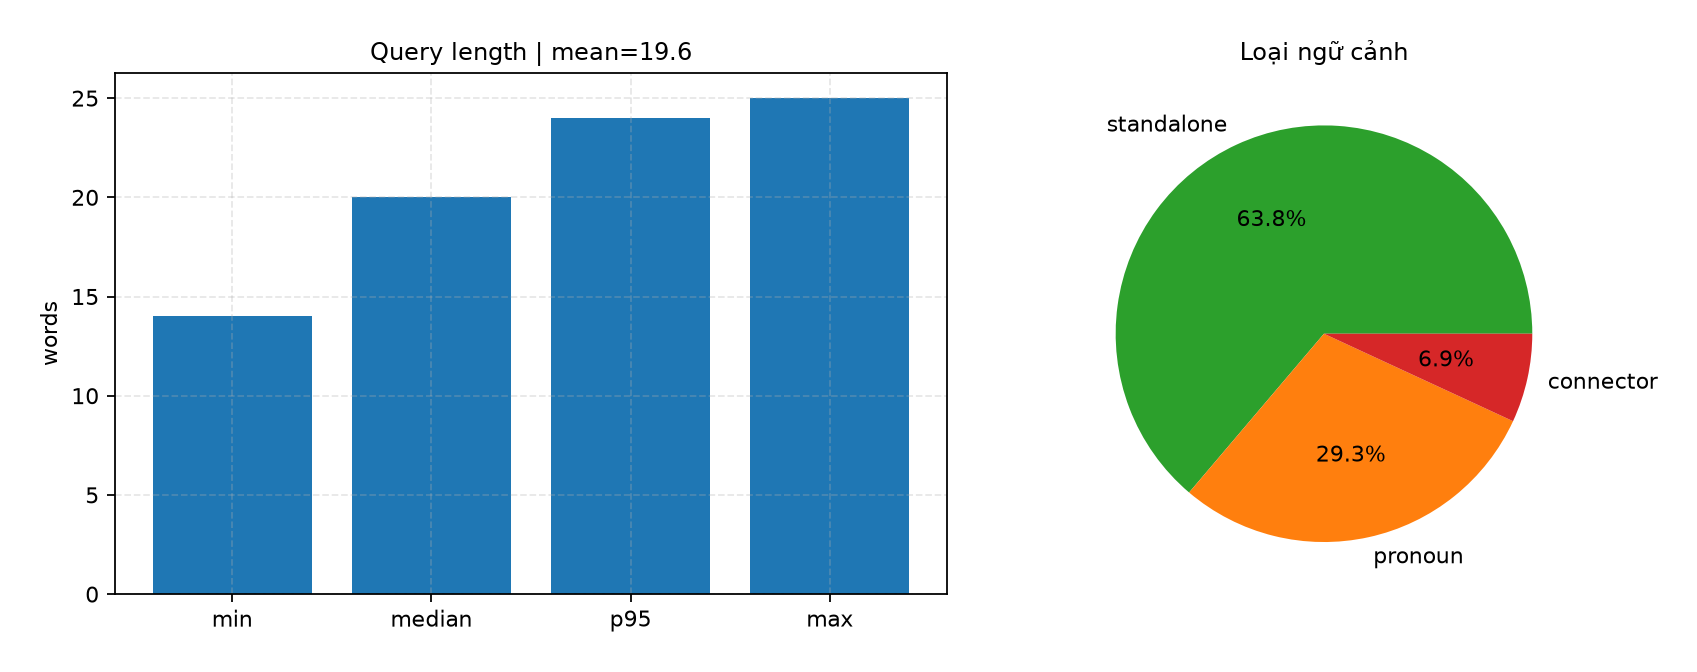 Query length | mean=19.6
25
20
15
10
5
0
words
min
median
p95
max
Loại ngữ cảnh
standalone
63.8%
6.9%
connector
29.3%
pronoun